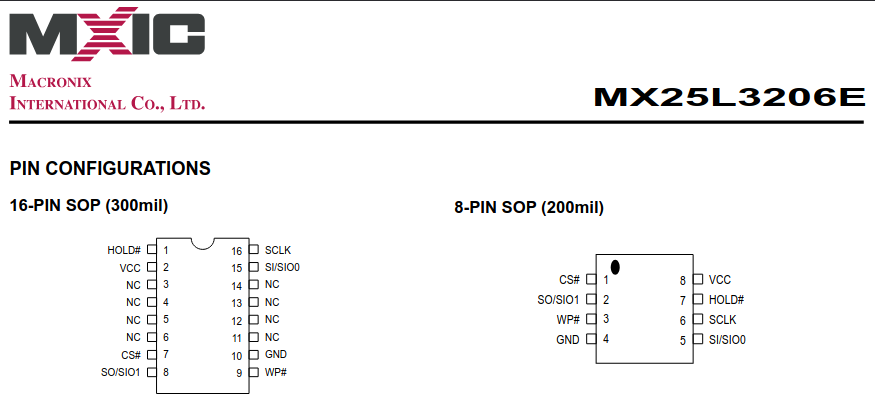 MXIC
MACRONIX
INTERNATIONAL CO., LTD.
MX25L3206E
PIN CONFIGURATIONS
16-PIN SOP (300mil)
HOLD# 1 16 SCLK
VCC 2 15 SI/SIO0
NC 3 14 NC
NC 4 13 NC
NC 5 12 NC
NC 6 11 NC
CS# 7 10 GND
SO/SIO1 8 9 WP#
8-PIN SOP (200mil)
CS# 1 8 VCC
SO/SIO1 2 7 HOLD#
WP# 3 6 SCLK
GND 4 5 SI/SIO0